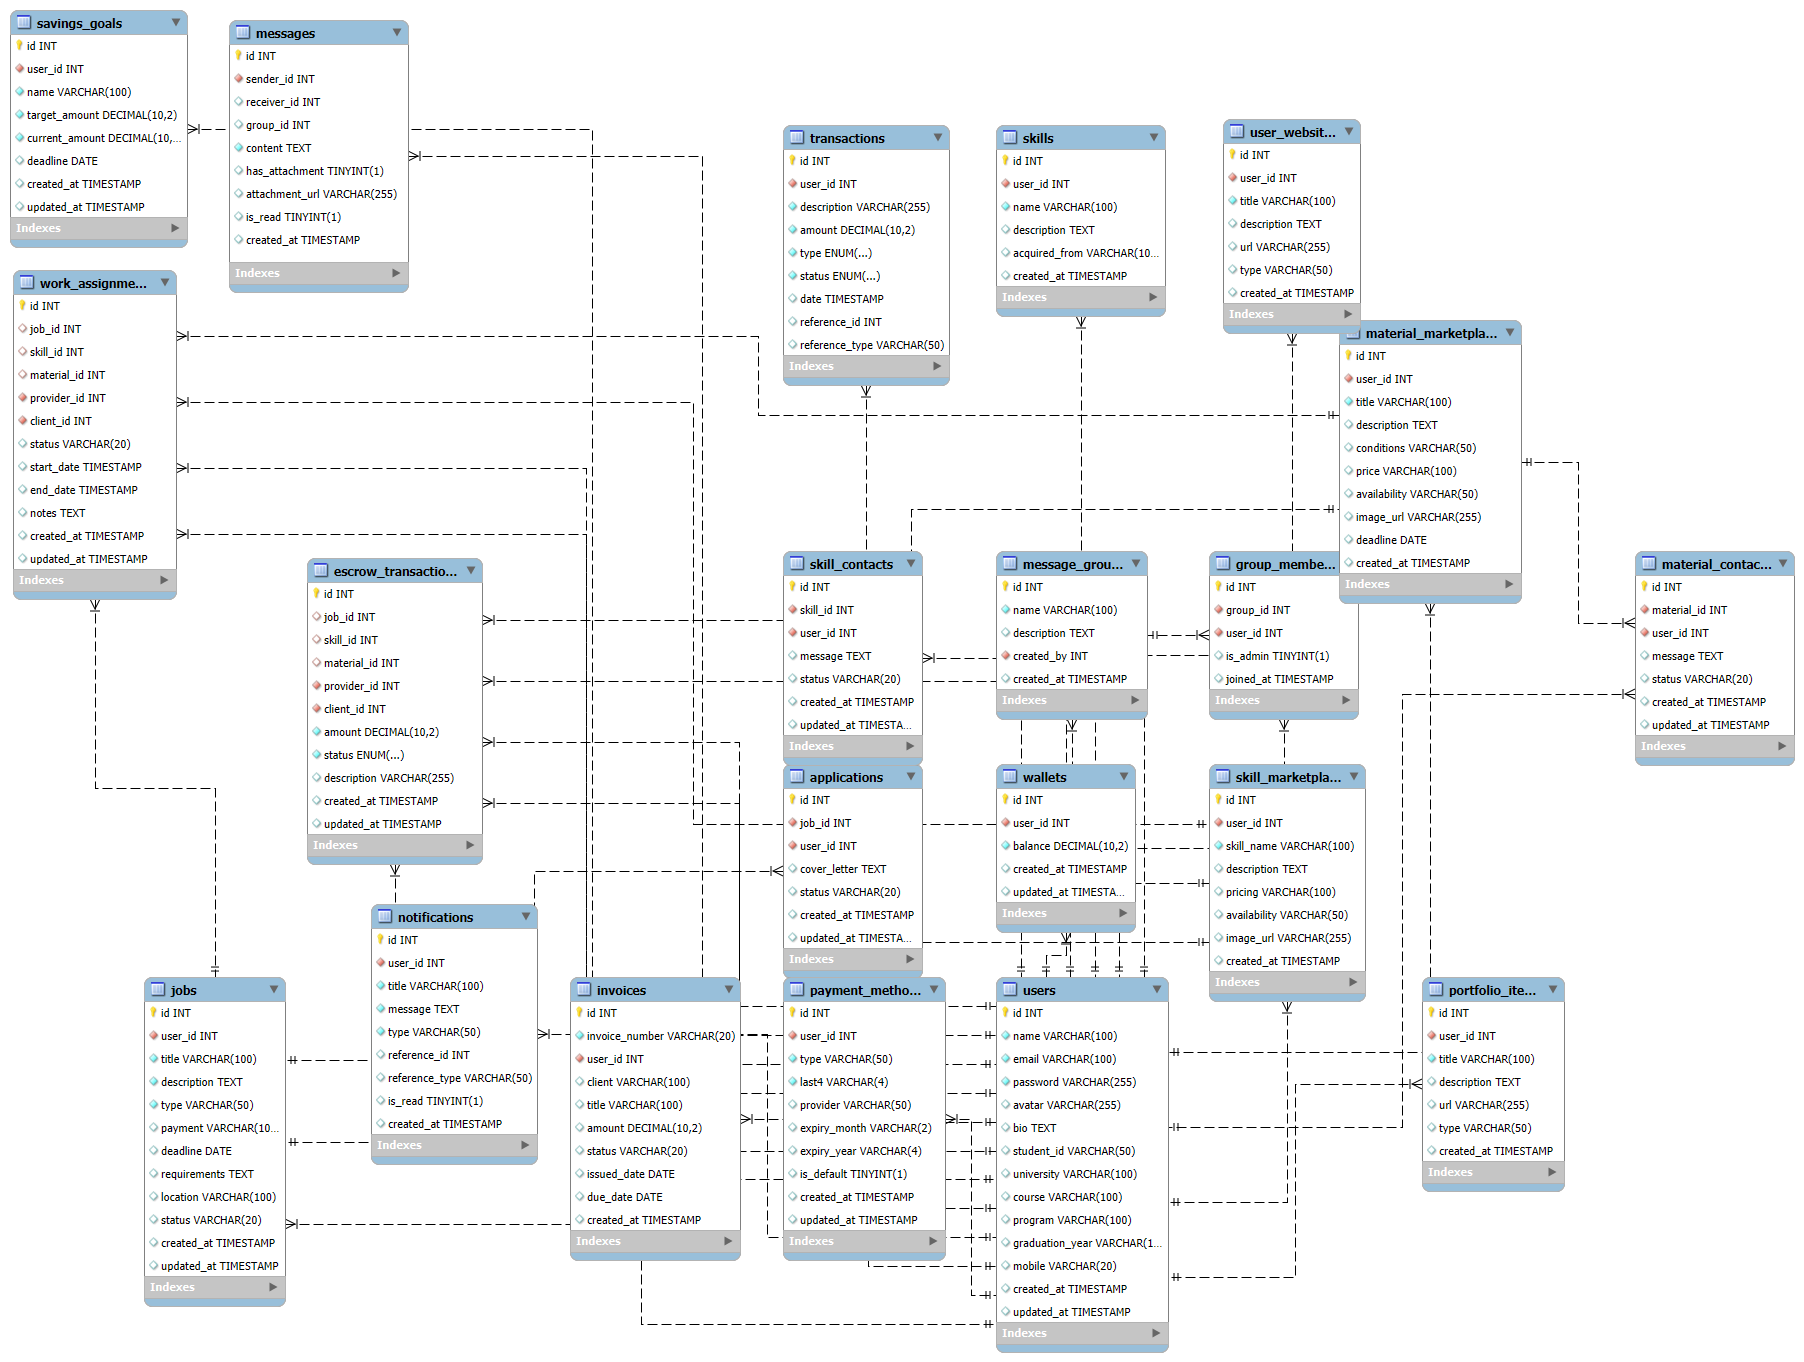 savings_goals
id INT
user_id INT
name VARCHAR(100)
target_amount DECIMAL(10,2)
current_amount DECIMAL(10,...
deadline DATE
created_at TIMESTAMP
updated_at TIMESTAMP
Indexes
messages
id INT
sender_id INT
receiver_id INT
group_id INT
content TEXT
has_attachment TINYINT(1)
attachment_url VARCHAR(255)
is_read TINYINT(1)
created_at TIMESTAMP
Indexes
transactions
id INT
user_id INT
description VARCHAR(255)
amount DECIMAL(10,2)
type ENUM(...)
status ENUM(...)
date TIMESTAMP
reference_id INT
reference_type VARCHAR(50)
Indexes
skills
id INT
user_id INT
name VARCHAR(100)
description TEXT
acquired_from VARCHAR(10...
created_at TIMESTAMP
Indexes
user_websit...
id INT
user_id INT
title VARCHAR(100)
description TEXT
url VARCHAR(255)
type VARCHAR(50)
created_at TIMESTAMP
Indexes
work_assignme...
id INT
job_id INT
skill_id INT
material_id INT
provider_id INT
client_id INT
status VARCHAR(20)
start_date TIMESTAMP
end_date TIMESTAMP
notes TEXT
created_at TIMESTAMP
updated_at TIMESTAMP
Indexes
material_marketpla...
id INT
user_id INT
title VARCHAR(100)
description TEXT
conditions VARCHAR(50)
price VARCHAR(100)
availability VARCHAR(50)
image_url VARCHAR(255)
deadline DATE
created_at TIMESTAMP
Indexes
escrow_transactio...
id INT
job_id INT
skill_id INT
material_id INT
provider_id INT
client_id INT
amount DECIMAL(10,2)
status ENUM(...)
description VARCHAR(255)
created_at TIMESTAMP
updated_at TIMESTAMP
Indexes
skill_contacts
id INT
skill_id INT
user_id INT
message TEXT
status VARCHAR(20)
created_at TIMESTAMP
updated_at TIMESTA...
Indexes
message_grou...
id INT
name VARCHAR(100)
description TEXT
created_by INT
created_at TIMESTAMP
Indexes
group_membe...
id INT
group_id INT
user_id INT
is_admin TINYINT(1)
joined_at TIMESTAMP
Indexes
material_contac...
id INT
material_id INT
user_id INT
message TEXT
status VARCHAR(20)
created_at TIMESTAMP
updated_at TIMESTAMP
Indexes
applications
id INT
job_id INT
user_id INT
cover_letter TEXT
status VARCHAR(20)
created_at TIMESTAMP
updated_at TIMESTA...
Indexes
wallets
id INT
user_id INT
balance DECIMAL(10,2)
created_at TIMESTAMP
updated_at TIMESTA...
Indexes
skill_marketpla...
id INT
user_id INT
skill_name VARCHAR(100)
description TEXT
pricing VARCHAR(100)
availability VARCHAR(50)
image_url VARCHAR(255)
created_at TIMESTAMP
Indexes
notifications
id INT
user_id INT
title VARCHAR(100)
message TEXT
type VARCHAR(50)
reference_id INT
reference_type VARCHAR(50)
is_read TINYINT(1)
created_at TIMESTAMP
Indexes
jobs
id INT
user_id INT
title VARCHAR(100)
description TEXT
type VARCHAR(50)
payment VARCHAR(10...
deadline DATE
requirements TEXT
location VARCHAR(100)
status VARCHAR(20)
created_at TIMESTAMP
updated_at TIMESTAMP
Indexes
invoices
id INT
invoice_number VARCHAR(20)
user_id INT
client VARCHAR(100)
title VARCHAR(100)
amount DECIMAL(10,2)
status VARCHAR(20)
issued_date DATE
due_date DATE
created_at TIMESTAMP
Indexes
payment_metho...
id INT
user_id INT
type VARCHAR(50)
last4 VARCHAR(4)
provider VARCHAR(50)
expiry_month VARCHAR(2)
expiry_year VARCHAR(4)
is_default TINYINT(1)
created_at TIMESTAMP
updated_at TIMESTAMP
Indexes
users
id INT
name VARCHAR(100)
email VARCHAR(100)
password VARCHAR(255)
avatar VARCHAR(255)
bio TEXT
student_id VARCHAR(50)
university VARCHAR(100)
course VARCHAR(100)
program VARCHAR(100)
graduation_year VARCHAR(1...
mobile VARCHAR(20)
created_at TIMESTAMP
updated_at TIMESTAMP
Indexes
portfolio_ite...
id INT
user_id INT
title VARCHAR(100)
description TEXT
url VARCHAR(255)
type VARCHAR(50)
created_at TIMESTAMP
Indexes